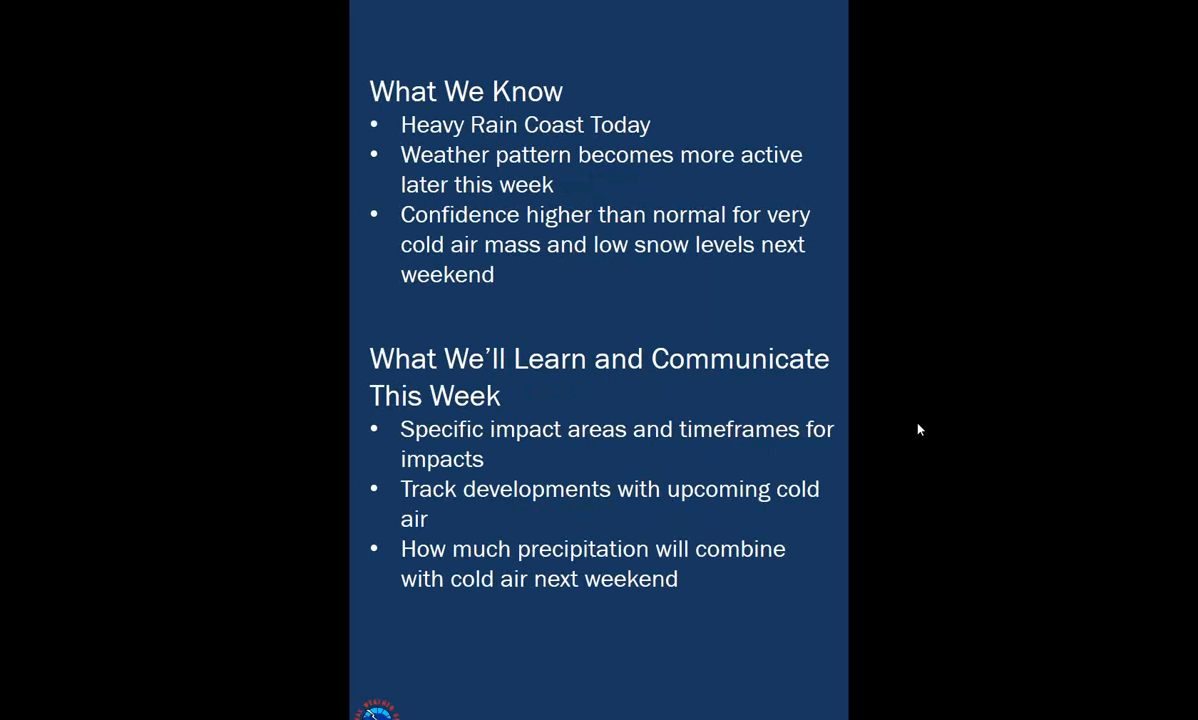 What We Know
• Heavy Rain Coast Today
• Weather pattern becomes more active
later this week
• Confidence higher than normal for very
cold air mass and low snow levels next
weekend
What We’ll Learn and Communicate
This Week
• Specific impact areas and timeframes for
impacts
• Track developments with upcoming cold
air
• How much precipitation will combine
with cold air next weekend
WEATHER